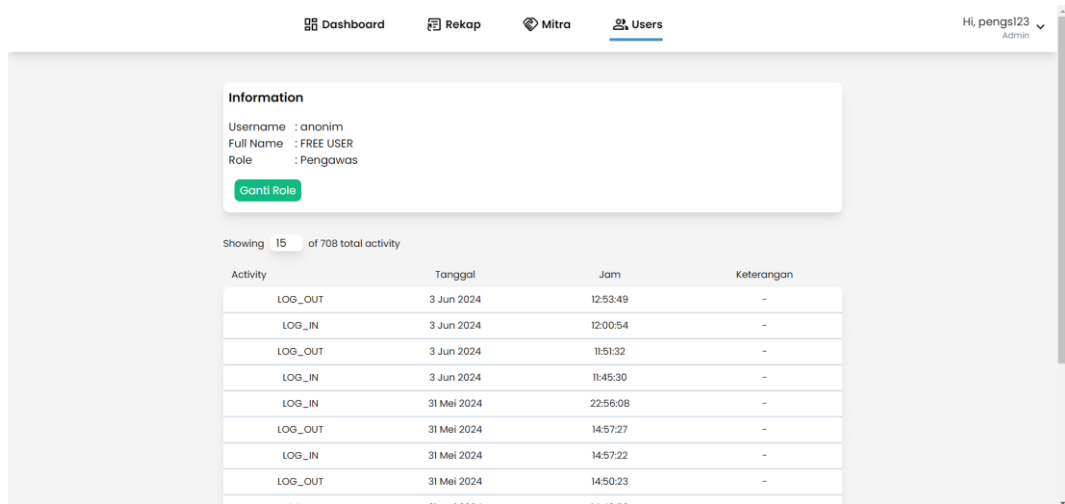 Dashboard Rekap Mitra Users Hi, pengs123
Admin
Information
Username : anonim
Full Name : FREE USER
Role : Pengawas
Ganti Role
Showing 15 of 708 total activity
Activity Tanggal Jam Keterangan
LOG_OUT 3 Jun 2024 12:53:49 -
LOG_IN 3 Jun 2024 12:00:54 -
LOG_OUT 3 Jun 2024 11:51:32 -
LOG_IN 3 Jun 2024 11:45:30 -
LOG_IN 31 Mei 2024 22:56:08 -
LOG_OUT 31 Mei 2024 14:57:27 -
LOG_IN 31 Mei 2024 14:57:22 -
LOG_OUT 31 Mei 2024 14:50:23 -